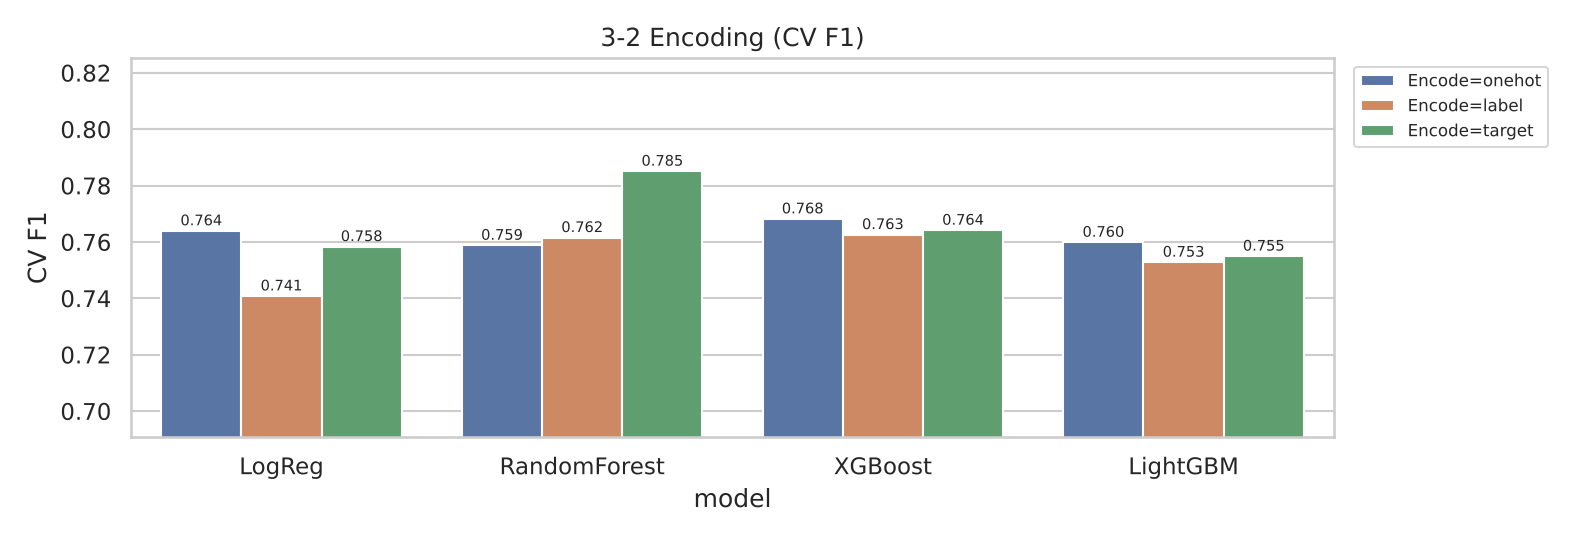 3-2 Encoding (CV F1)
Encode=onehot
Encode=label
Encode=target
CV F1
0.82
0.80
0.78
0.76
0.74
0.72
0.70
0.764
0.741
0.758
0.759
0.762
0.785
0.768
0.763
0.764
0.760
0.753
0.755
LogReg
RandomForest
XGBoost
LightGBM
model